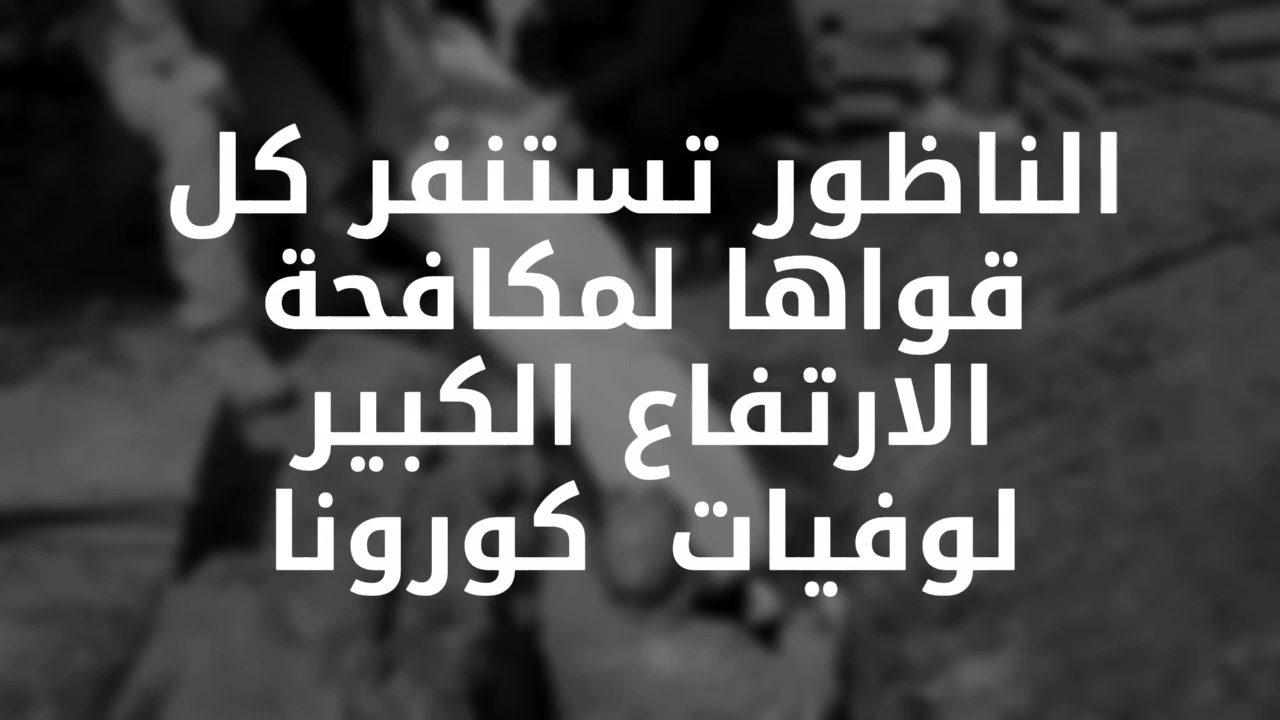 الناظور تستنفر كل
قواها لمكافحة
الارتفاع الكبير
لوفيات كورونا